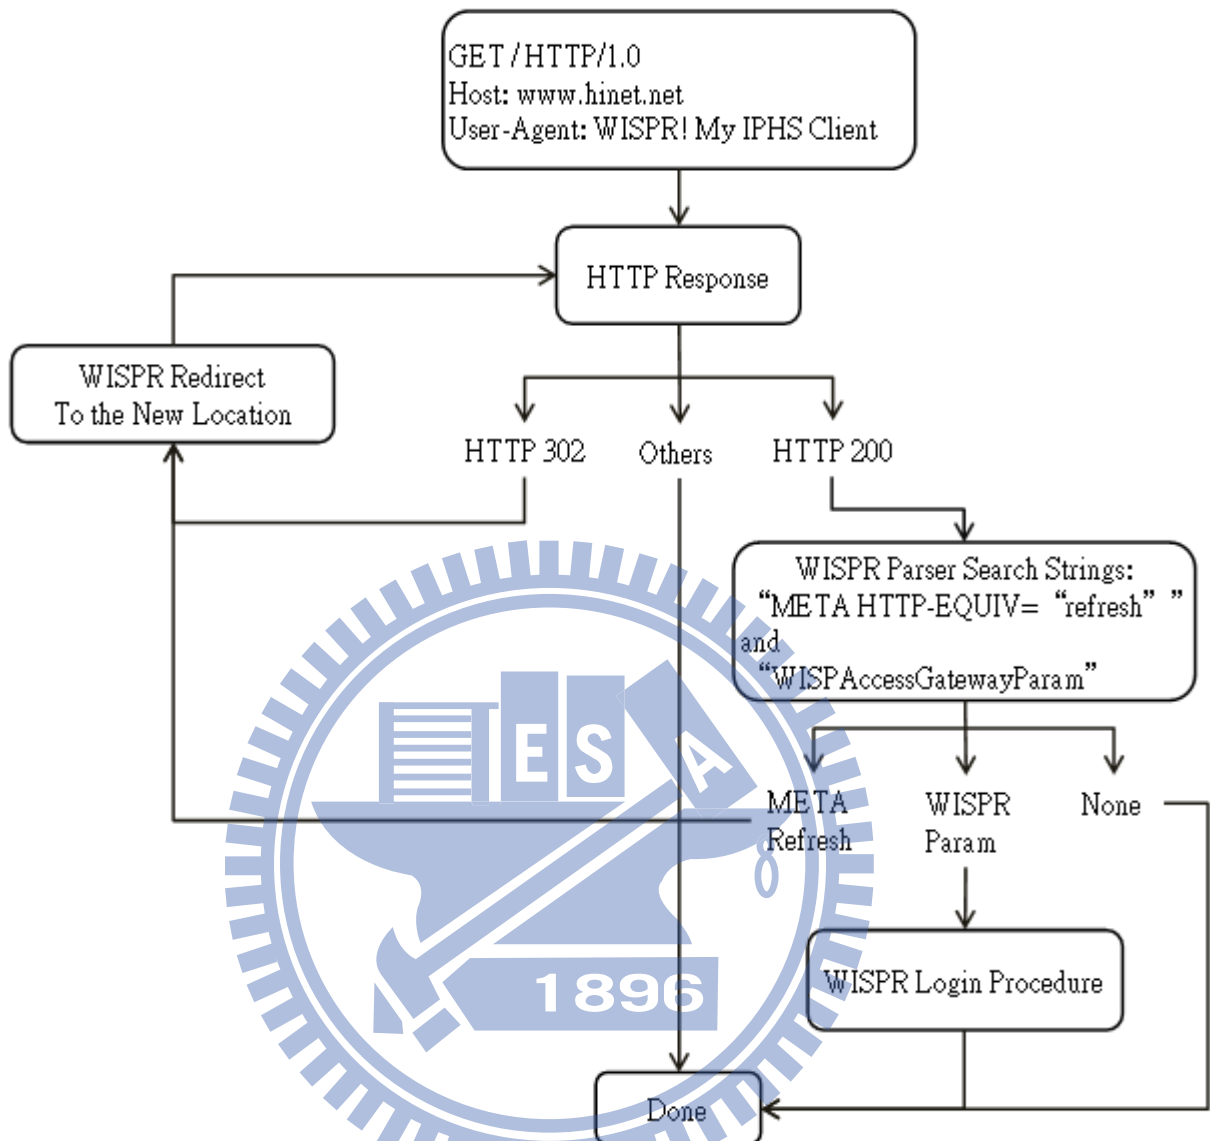 GET / HTTP/1.0
Host: www.hinet.net
User-Agent: WISPR! My IPHS Client
HTTP Response
WISPR Redirect
To the New Location
HTTP 302
Others
HTTP 200
WISPR Parser Search Strings:
“META HTTP-EQUIV= “refresh” ”
and
“WISPAccessGatewayParam”
E S A
META
Refresh
WISPR
Param
None
WISPR Login Procedure
1896
Done